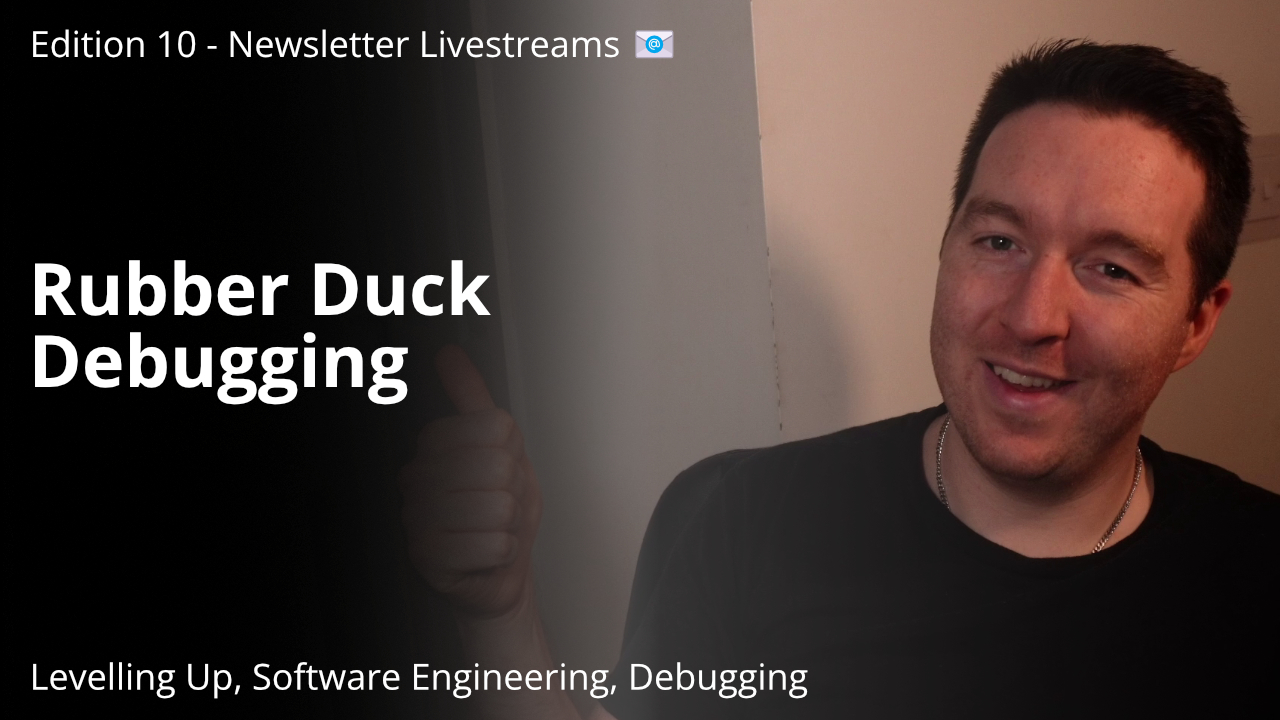 Edition 10 - Newsletter Livestreams 📧
Rubber Duck
Debugging
Levelling Up, Software Engineering, Debugging